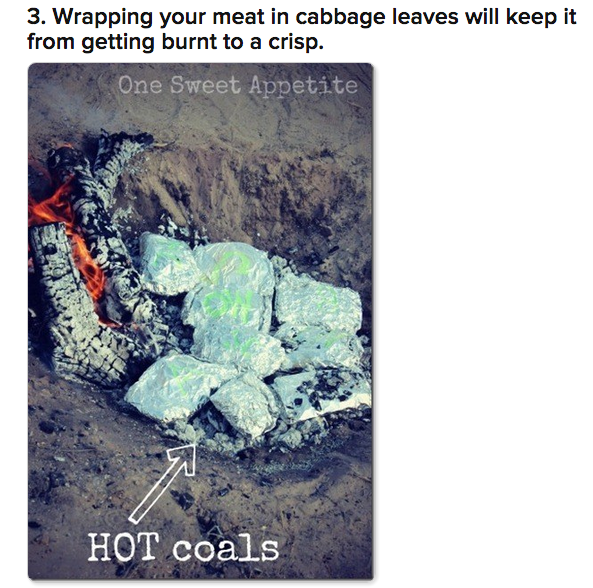 3. Wrapping your meat in cabbage leaves will keep it
from getting burnt to a crisp.
One Sweet Appetite
HOT coals